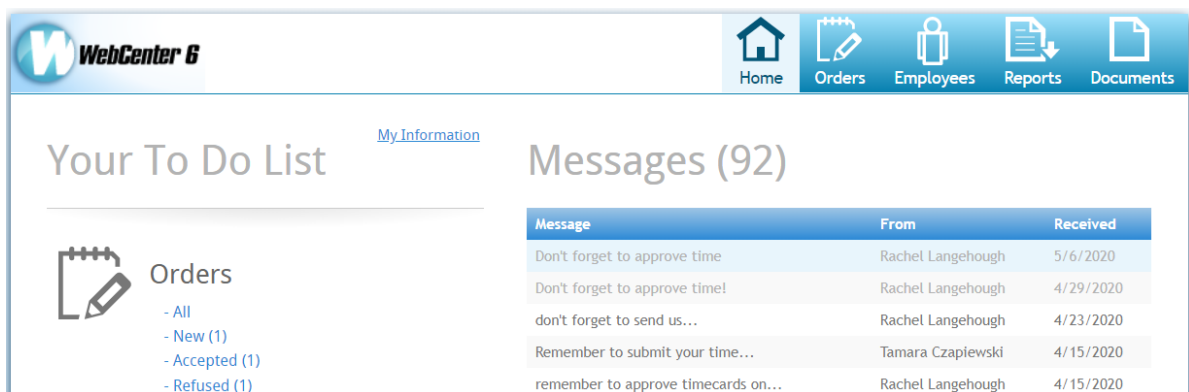 WebCenter 6
Home Orders Employees Reports Documents
My Information
Your To Do List
Messages (92)
Message From Received
Don't forget to approve time Rachel Langehough 5/6/2020
Don't forget to approve time! Rachel Langehough 4/29/2020
don't forget to send us... Rachel Langehough 4/23/2020
Remember to submit your time... Tamara Czapiewski 4/15/2020
remember to approve timecards on... Rachel Langehough 4/15/2020
Orders
- All
- New (1)
- Accepted (1)
- Refused (1)